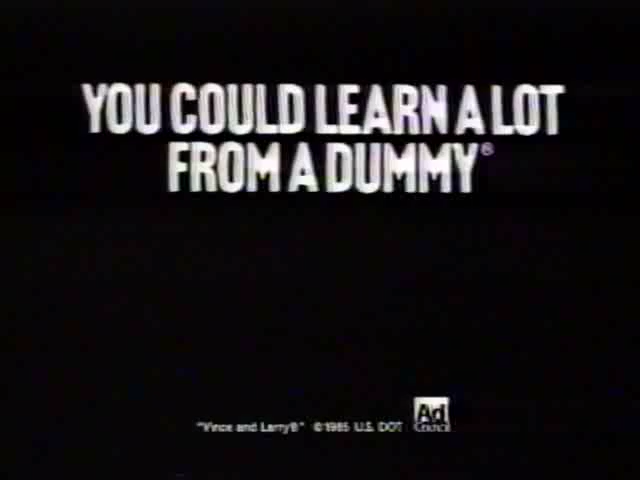 YOU COULD LEARN A LOT
FROM A DUMMY®
"Vince and Larry®" ©1985 U.S. DOT
Ad
Council